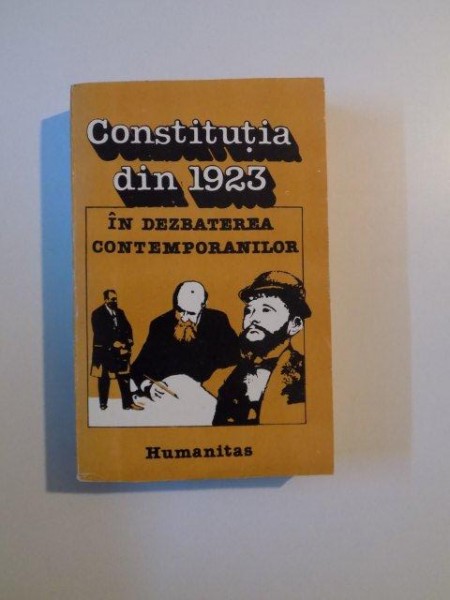 Constituția
din 1923
ÎN DEZBATEREA
CONTEMPORANILOR
Humanitas